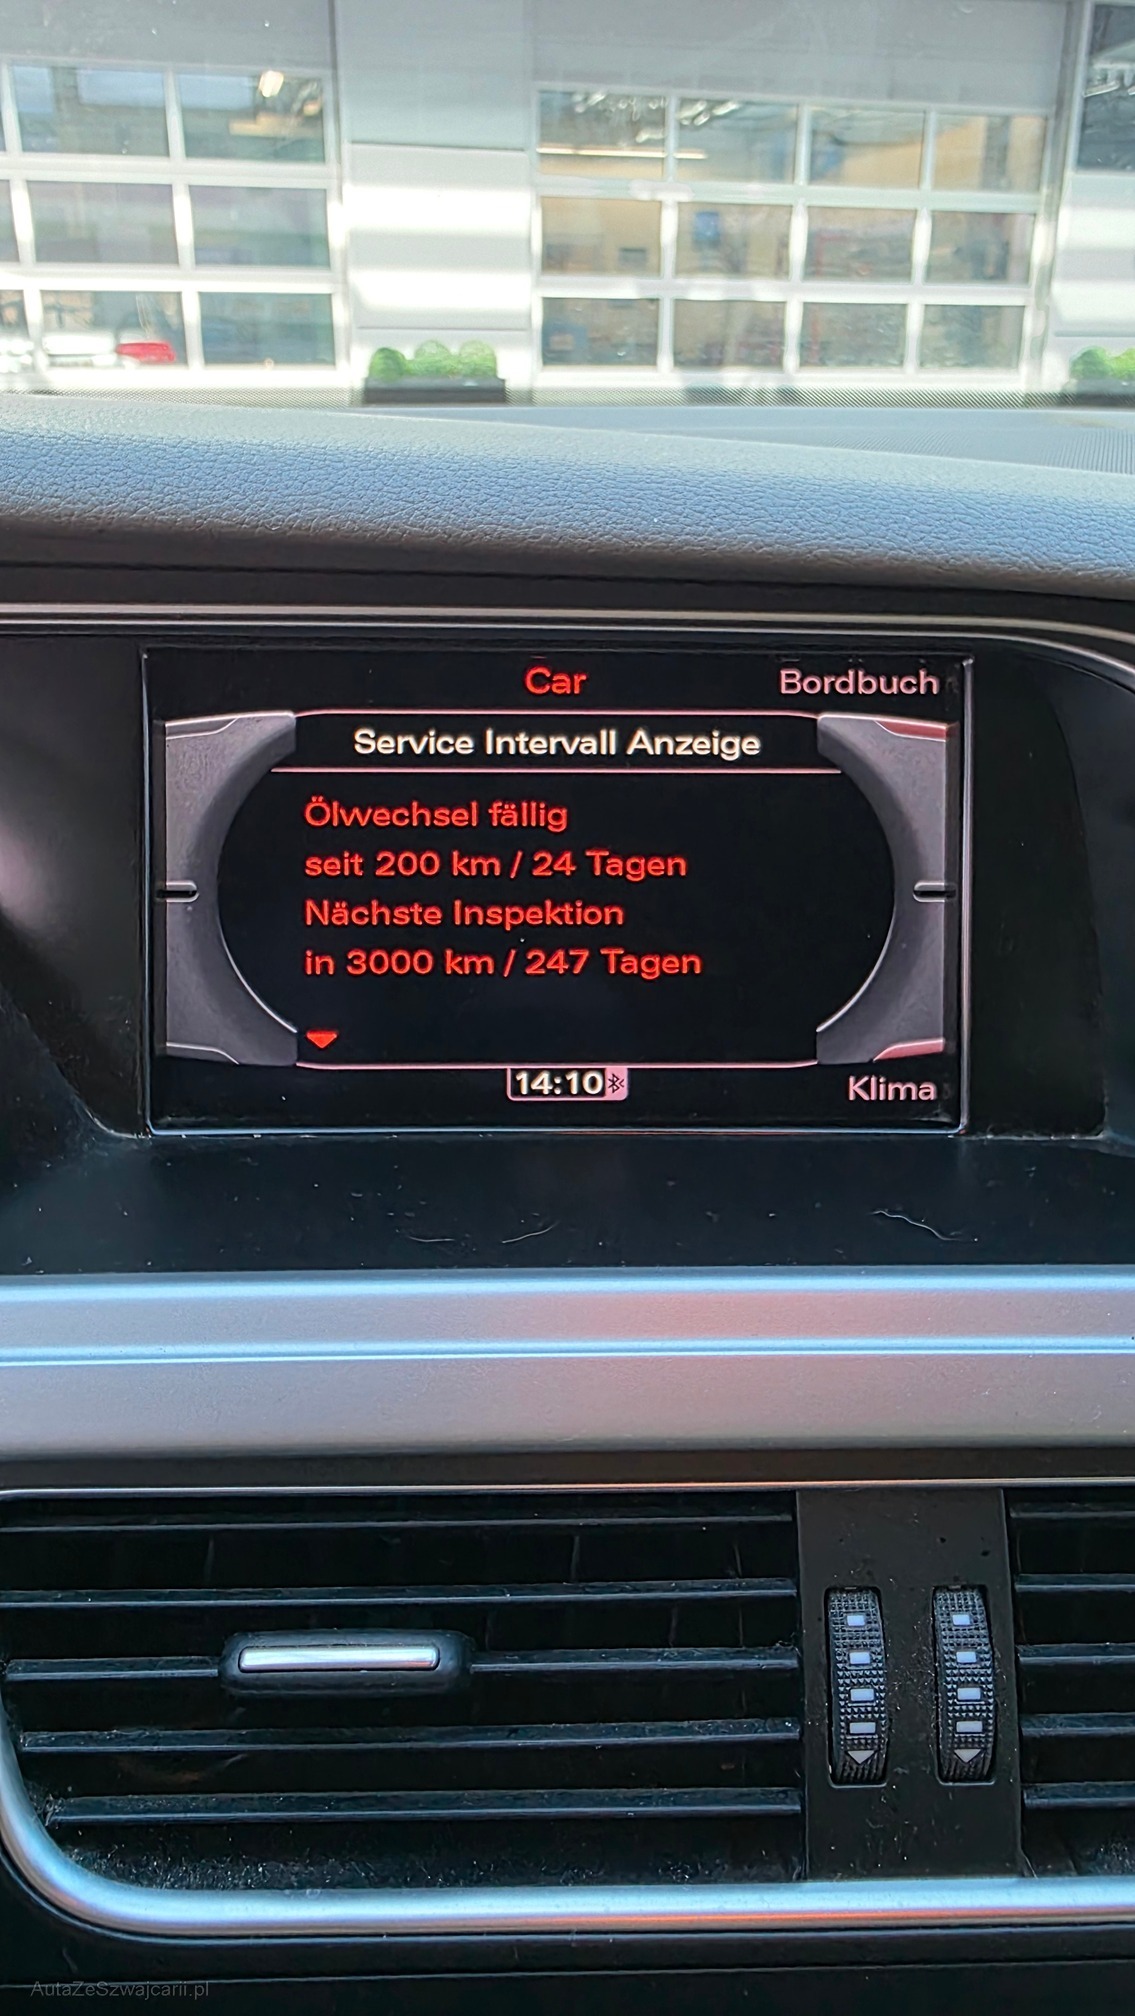 Car
Bordbuch
Service Intervall Anzeige
Ölwechsel fällig
seit 200 km / 24 Tagen
Nächste Inspektion
in 3000 km / 247 Tagen
14:10
Klima
AutaZeSzwajcarii.pl